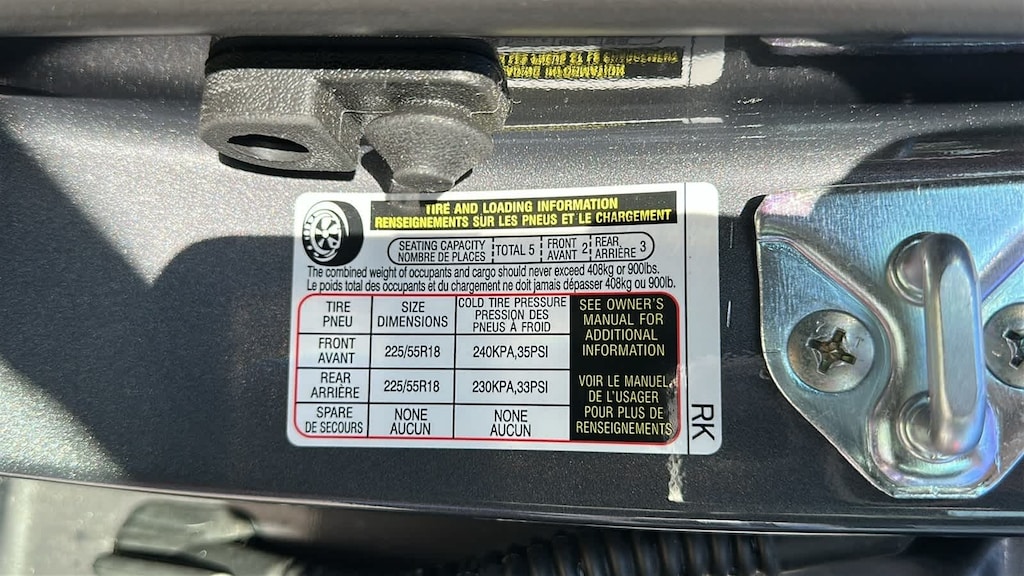 TIRE AND LOADING INFORMATION
RENSEIGNEMENTS SUR LES PNEUS ET LE CHARGEMENT
SEATING CAPACITY TOTAL 5 FRONT 2 REAR 3
NOMBRE DE PLACES AVANT ARRIÈRE
The combined weight of occupants and cargo should never exceed 408kg or 900lbs.
Le poids total des occupants et du chargement ne doit jamais dépasser 408kg ou 900lb.
TIRE SIZE COLD TIRE PRESSURE
PNEU DIMENSIONS PRESSION DES
PNEUS À FROID
FRONT 225/55R18 240KPA,35PSI
AVANT
REAR 225/55R18 230KPA,33PSI
ARRIÈRE
SPARE NONE NONE
DE SECOURS AUCUN AUCUN
SEE OWNER'S
MANUAL FOR
ADDITIONAL
INFORMATION
VOIR LE MANUEL
DE L'USAGER
POUR PLUS DE
RENSEIGNEMENTS
RK